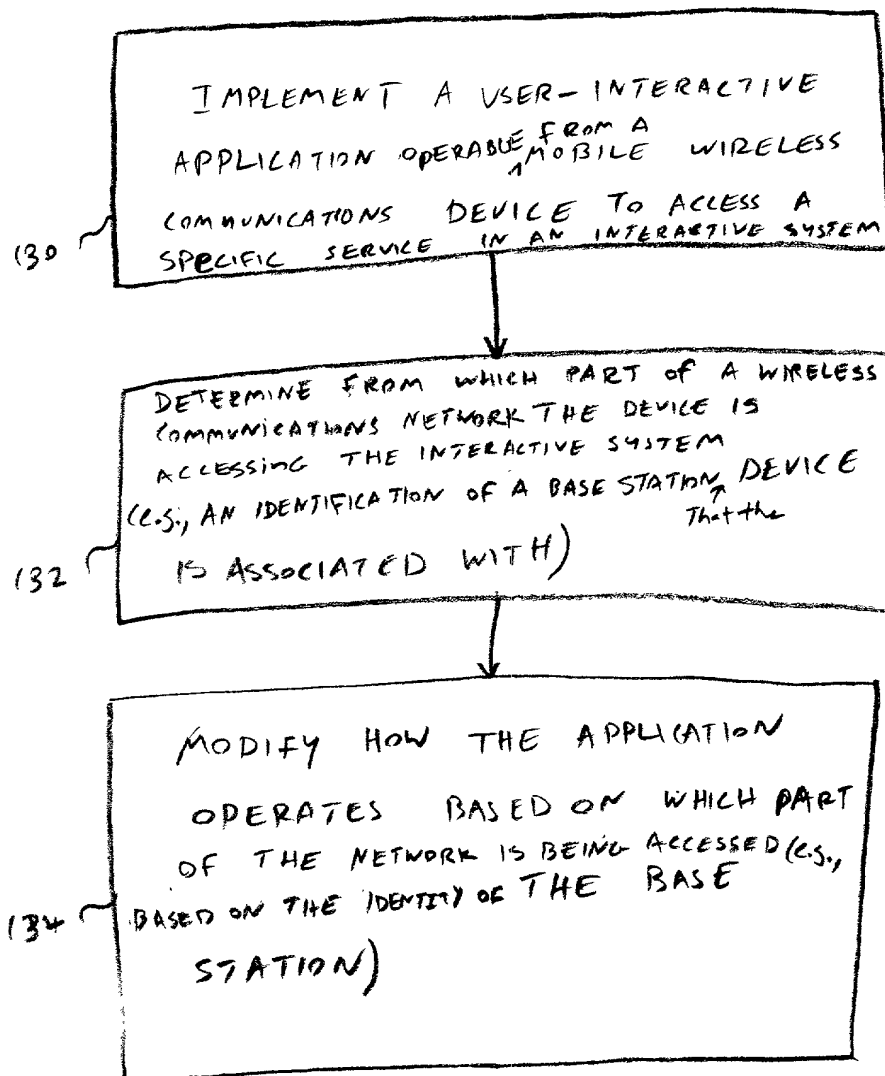 IMPLEMENT A USER-INTERACTIVE
APPLICATION OPERABLE FROM A MOBILE WIRELESS
COMMUNICATIONS DEVICE TO ACCESS A
SPECIFIC SERVICE IN AN INTERACTIVE SYSTEM
130
DETERMINE FROM WHICH PART OF A WIRELESS
COMMUNICATIONS NETWORK THE DEVICE IS
ACCESSING THE INTERACTIVE SYSTEM
(e.g., AN IDENTIFICATION OF A BASE STATION That the DEVICE
IS ASSOCIATED WITH)
132
MODIFY HOW THE APPLICATION
OPERATES BASED ON WHICH PART
OF THE NETWORK IS BEING ACCESSED (e.g.,
BASED ON THE IDENTITY OF THE BASE
STATION)
134